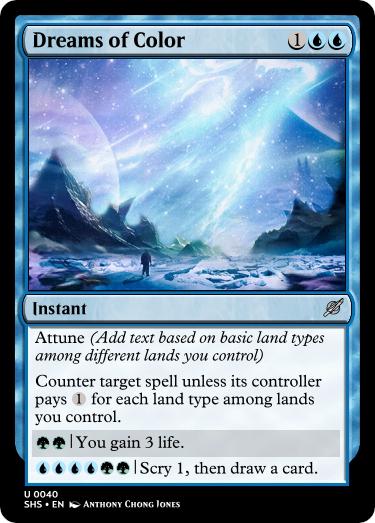 Dreams of Color 1
Instant
Attune (Add text based on basic land types
among different lands you control)
Counter target spell unless its controller
pays 1 for each land type among lands
you control.
|You gain 3 life.
|Scry 1, then draw a card.
U 0040
SHS • EN Anthony Chong Jones